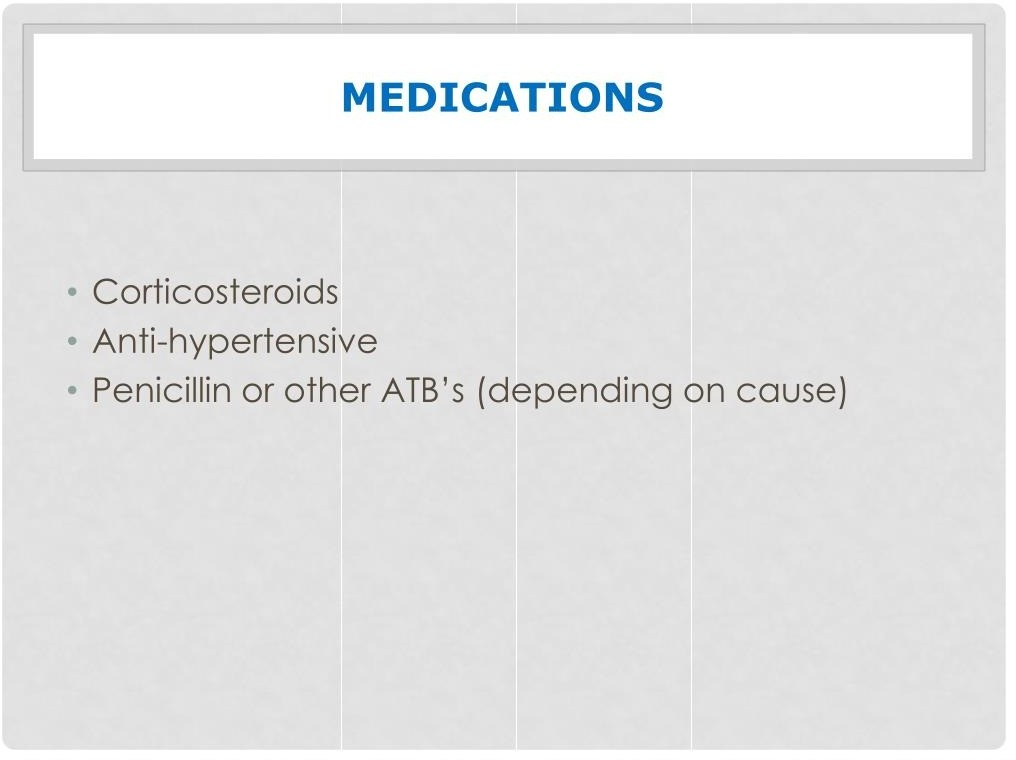 MEDICATIONS
• Corticosteroids
• Anti-hypertensive
• Penicillin or other ATB’s (depending on cause)